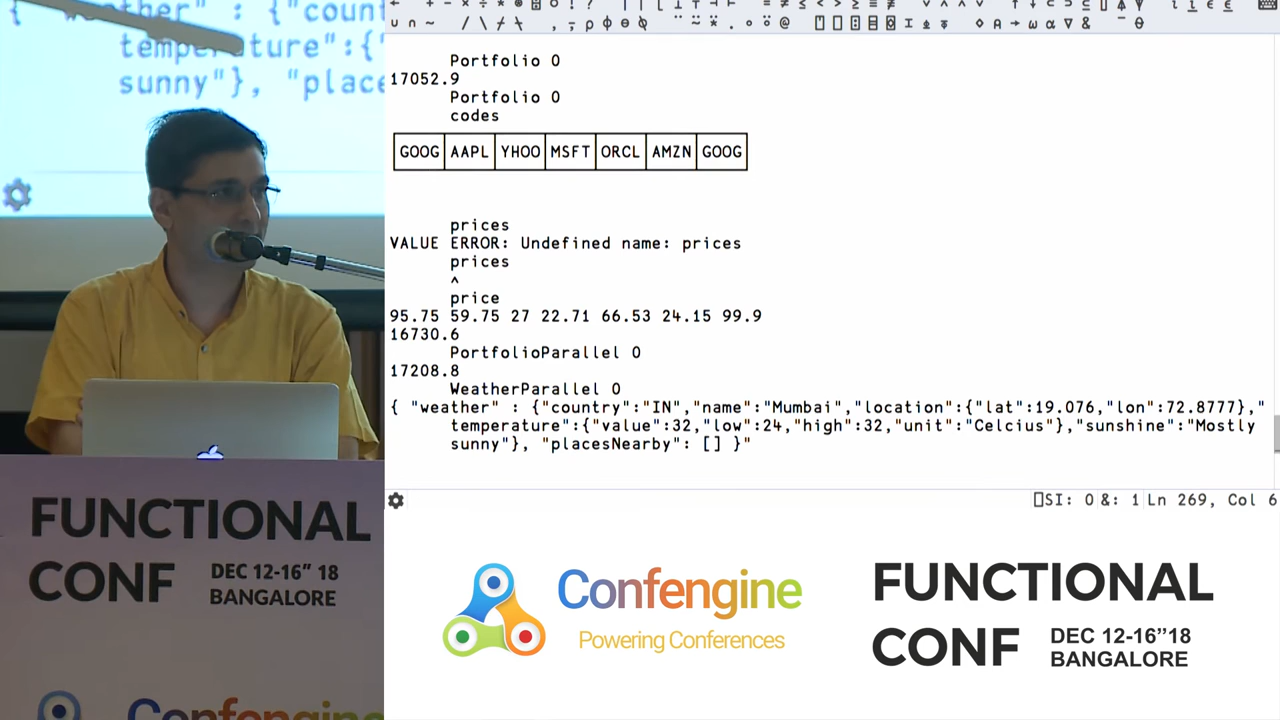 { "weather" : {"count
temperature":{"
sunny"}, "place
Portfolio 0
17052.9
Portfolio 0
codes
GOOG AAPL YHOO MSFT ORCL AMZN GOOG
prices
VALUE ERROR: Undefined name: prices
prices
^
price
95.75 59.75 27 22.71 66.53 24.15 99.9
16730.6
PortfolioParallel 0
17208.8
WeatherParallel 0
{ "weather" : {"country":"IN","name":"Mumbai","location":{"lat":19.076,"lon":72.8777},"
temperature":{"value":32,"low":24,"high":32,"unit":"Celcius"},"sunshine":"Mostly
sunny"}, "placesNearby": [] }"
⎕SI: 0 &: 1 Ln 269, Col 6
FUNCTIONAL
CONF DEC 12-16" 18
BANGALORE
Confengine
Confengine
Powering Conferences
FUNCTIONAL
CONF DEC 12-16"18
BANGALORE